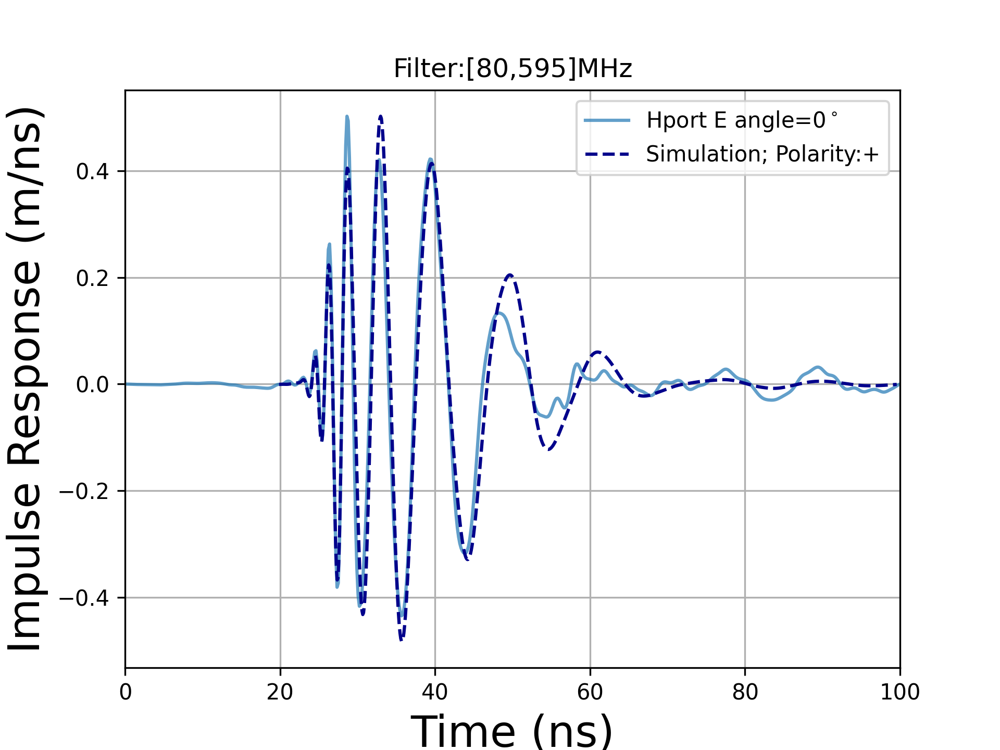 Filter:[80,595]MHz
Hport E angle=0°
Simulation; Polarity:+
Impulse Response (m/ns)
0.4
0.2
0.0
−0.2
−0.4
0 20 40 60 80 100
Time (ns)